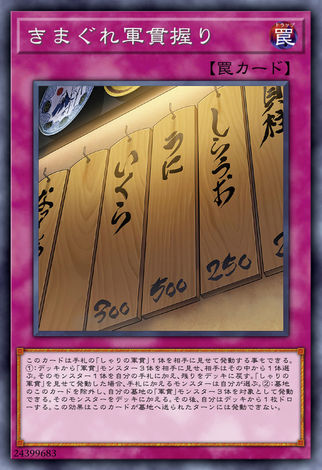 きまぐれ軍貫握り
トラップ
罠
【罠カード】
貝柱
しらうお
うに
いくら
250
500
300
このカードは手札の「しゃりの軍貫」1体を相手に見せて発動する事もできる。
①：デッキから「軍貫」モンスター3体を相手に見せ、相手はその中から1体選
ぶ。そのモンスター1体を自分の手札に加え、残りをデッキに戻す。「しゃりの
軍貫」を見せて発動した場合、手札に加えるモンスターは自分が選ぶ。②：墓地
のこのカードを除外し、自分の墓地の「軍貫」モンスター3体を対象として発動
できる。そのモンスターをデッキに加える。その後、自分はデッキから1枚ドロ
ーする。この効果はこのカードが墓地へ送られたターンには発動できない。
24399683